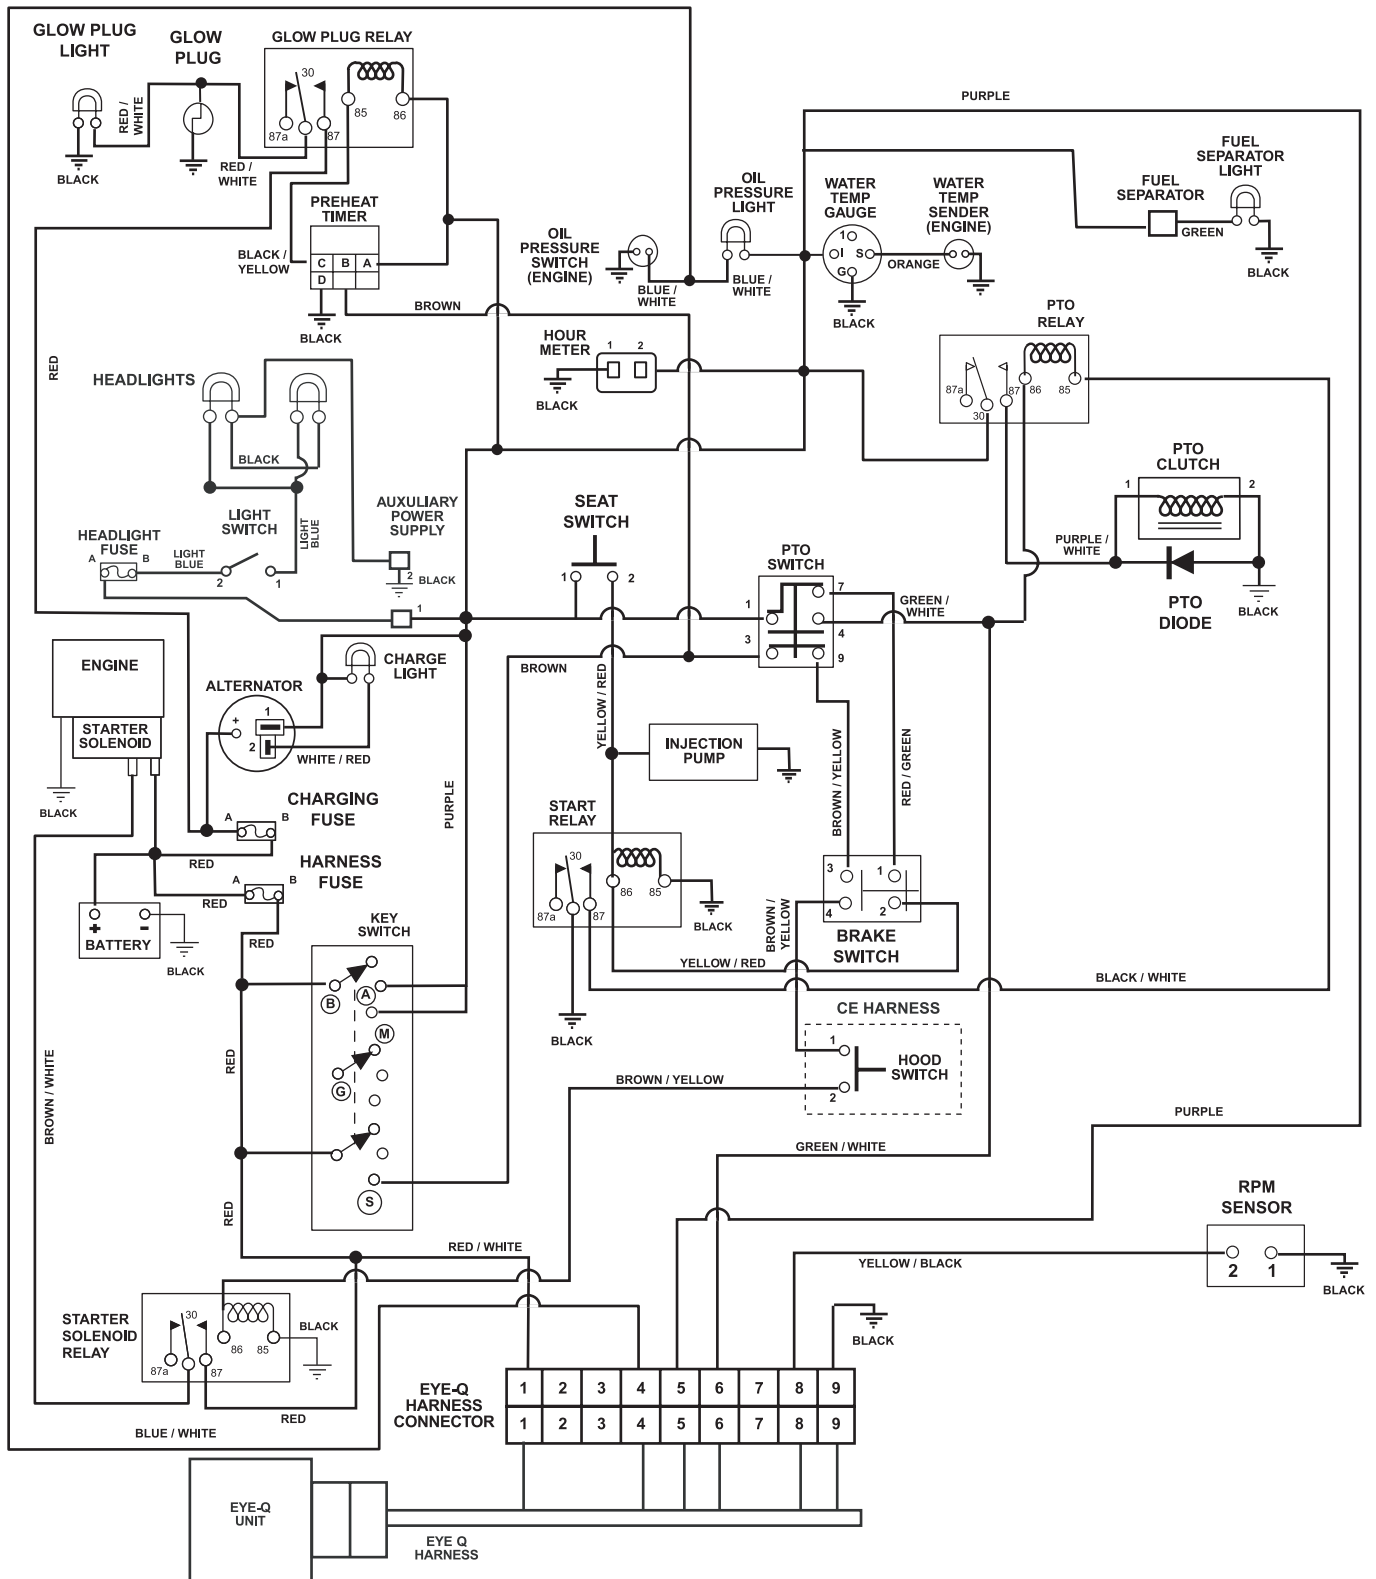 GLOW PLUG
LIGHT
GLOW
PLUG
GLOW PLUG RELAY
30
85
86
87a
87
RED /
WHITE
BLACK
RED /
WHITE
PURPLE
FUEL
SEPARATOR
LIGHT
FUEL
SEPARATOR
GREEN
BLACK
PREHEAT
TIMER
C B A
D
BLACK /
YELLOW
BLACK
BROWN
OIL
PRESSURE
SWITCH
(ENGINE)
BLUE /
WHITE
OIL
PRESSURE
LIGHT
BLUE /
WHITE
WATER
TEMP
GAUGE
1
I S
G
BLACK
ORANGE
WATER
TEMP
SENDER
(ENGINE)
PTO
RELAY
87a
30
87
86
85
HOUR
METER
1 2
BLACK
RED
HEADLIGHTS
BLACK
LIGHT
SWITCH
LIGHT
BLUE
HEADLIGHT
FUSE
A B
LIGHT
BLUE
2 1
AUXULIARY
POWER
SUPPLY
2
BLACK
1
SEAT
SWITCH
1 2
PTO
SWITCH
1
3
7
4
9
GREEN /
WHITE
PTO
CLUTCH
1 2
PURPLE /
WHITE
PTO
DIODE
BLACK
ENGINE
STARTER
SOLENOID
BLACK
ALTERNATOR
+
1
2
CHARGE
LIGHT
WHITE / RED
BROWN
YELLOW / RED
INJECTION
PUMP
BROWN / YELLOW
RED / GREEN
PURPLE
CHARGING
FUSE
A B
RED
HARNESS
FUSE
A B
RED
RED
BATTERY
+ -
BLACK
START
RELAY
30
87a
87
86
85
BLACK
BLACK
YELLOW / RED
BRAKE
SWITCH
3 1
4 2
BROWN /
YELLOW
BLACK / WHITE
KEY
SWITCH
B
A
M
G
S
RED
RED
BROWN / WHITE
CE HARNESS
1
2
HOOD
SWITCH
BROWN / YELLOW
GREEN / WHITE
PURPLE
RPM
SENSOR
2 1
BLACK
YELLOW / BLACK
RED / WHITE
STARTER
SOLENOID
RELAY
30
87a
87
86
85
BLACK
RED
BLUE / WHITE
BLACK
EYE-Q
HARNESS
CONNECTOR
1 2 3 4 5 6 7 8 9
1 2 3 4 5 6 7 8 9
EYE-Q
UNIT
EYE Q
HARNESS